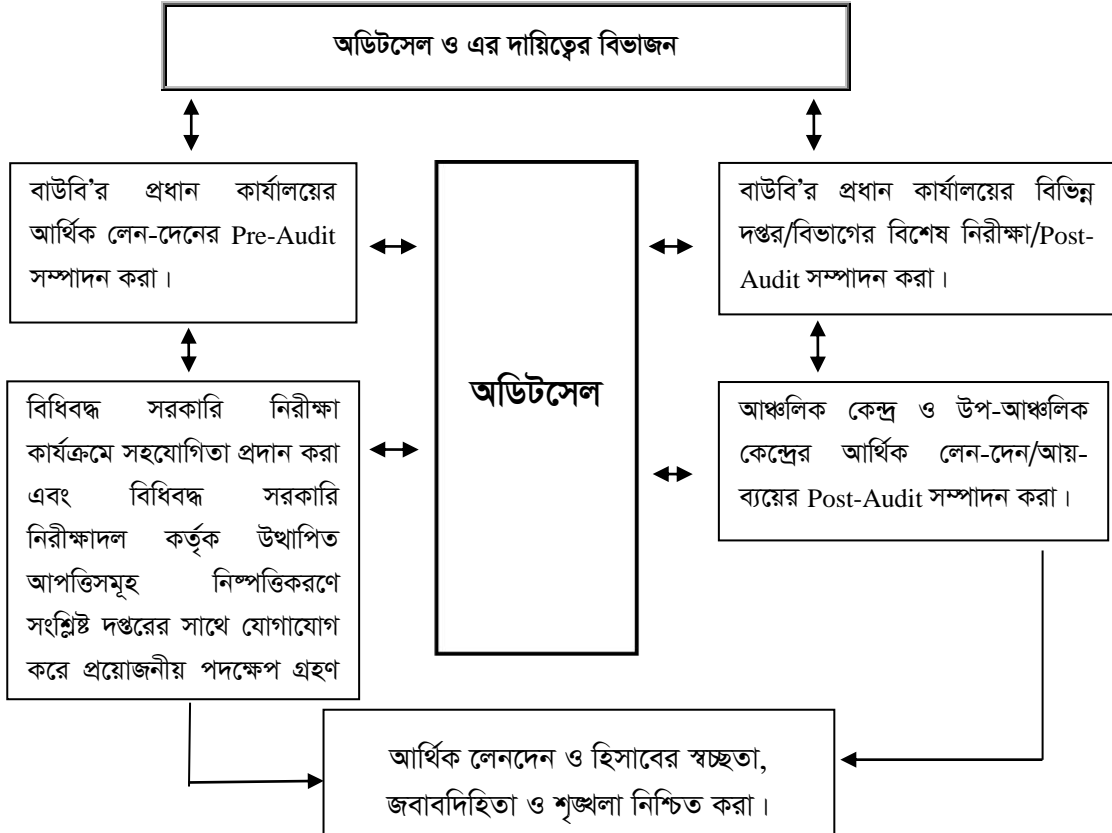 অডিটসেল ও এর দায়িত্বের বিভাজন
বাউবি’র প্রধান কার্যালয়ের
আর্থিক লেন-দেনের Pre-Audit
সম্পাদন করা।
বাউবি’র প্রধান কার্যালয়ের বিভিন্ন
দপ্তর/বিভাগের বিশেষ নিরীক্ষা/Post-
Audit সম্পাদন করা।
অডিটসেল
বিধিবদ্ধ সরকারি নিরীক্ষা
কার্যক্রমে সহযোগিতা প্রদান করা
এবং বিধিবদ্ধ সরকারি
নিরীক্ষাদল কর্তৃক উত্থাপিত
আপত্তিসমূহ নিষ্পত্তিকরণে
সংশ্লিষ্ট দপ্তরের সাথে যোগাযোগ
করে প্রয়োজনীয় পদক্ষেপ গ্রহণ
আঞ্চলিক কেন্দ্র ও উপ-আঞ্চলিক
কেন্দ্রের আর্থিক লেন-দেন/আয়-
ব্যয়ের Post-Audit সম্পাদন করা।
আর্থিক লেনদেন ও হিসাবের স্বচ্ছতা,
জবাবদিহিতা ও শৃঙ্খলা নিশ্চিত করা।